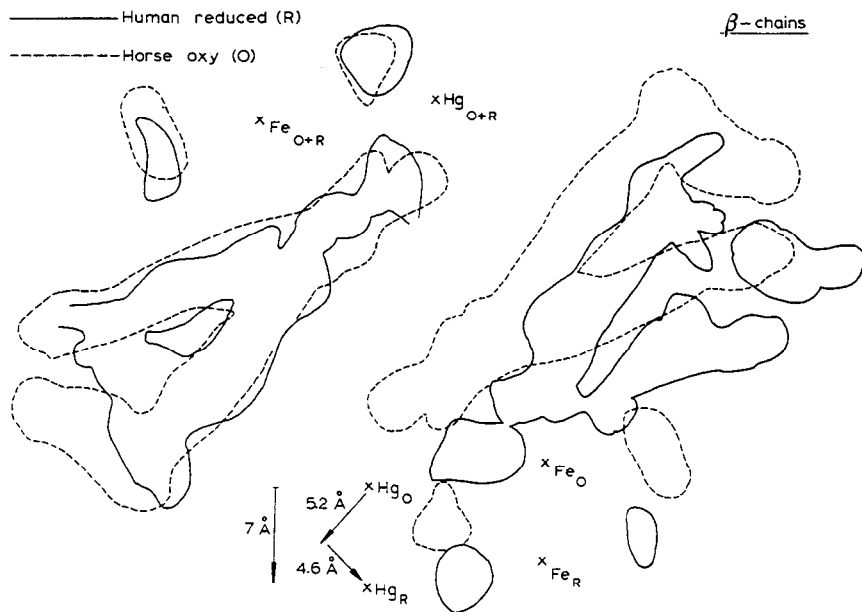 Human reduced (R)
Horse oxy (O)
β-chains
x Fe O+R
x Hg O+R
x Fe O
x Hg O
5.2 Å
7 Å
4.6 Å
x Hg R
x Fe R